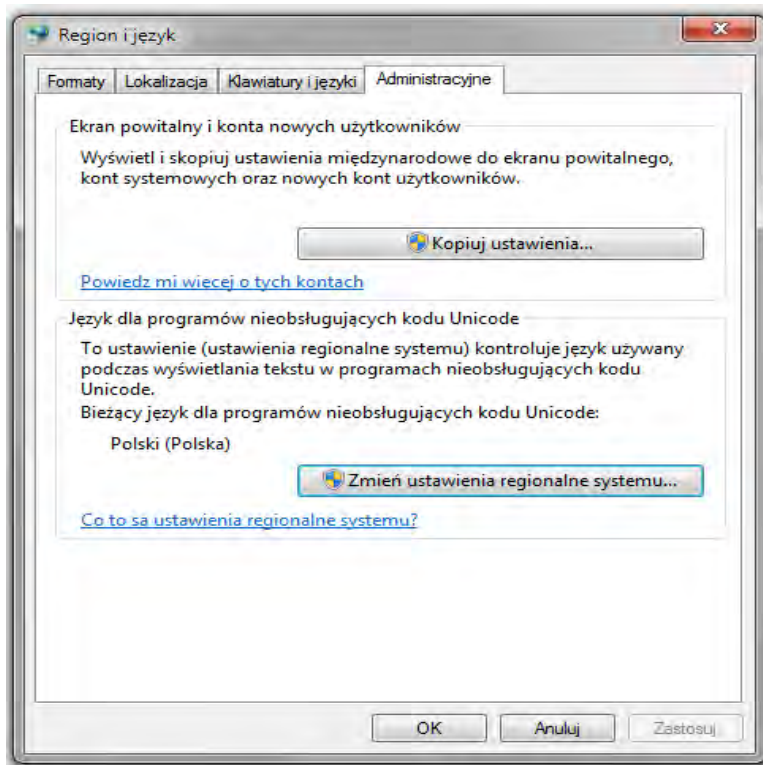 Region i język
Formaty Lokalizacja Klawiatury i języki Administracyjne
Ekran powitalny i konta nowych użytkowników
Wyświetl i skopiuj ustawienia międzynarodowe do ekranu powitalnego,
kont systemowych oraz nowych kont użytkowników.
Kopiuj ustawienia...
Powiedz mi więcej o tych kontach
Język dla programów nieobsługujących kodu Unicode
To ustawienie (ustawienia regionalne systemu) kontroluje język używany
podczas wyświetlania tekstu w programach nieobsługujących kodu
Unicode.
Bieżący język dla programów nieobsługujących kodu Unicode:
Polski (Polska)
Zmień ustawienia regionalne systemu...
Co to sa ustawienia regionalne systemu?
OK Anuluj Zastosuj